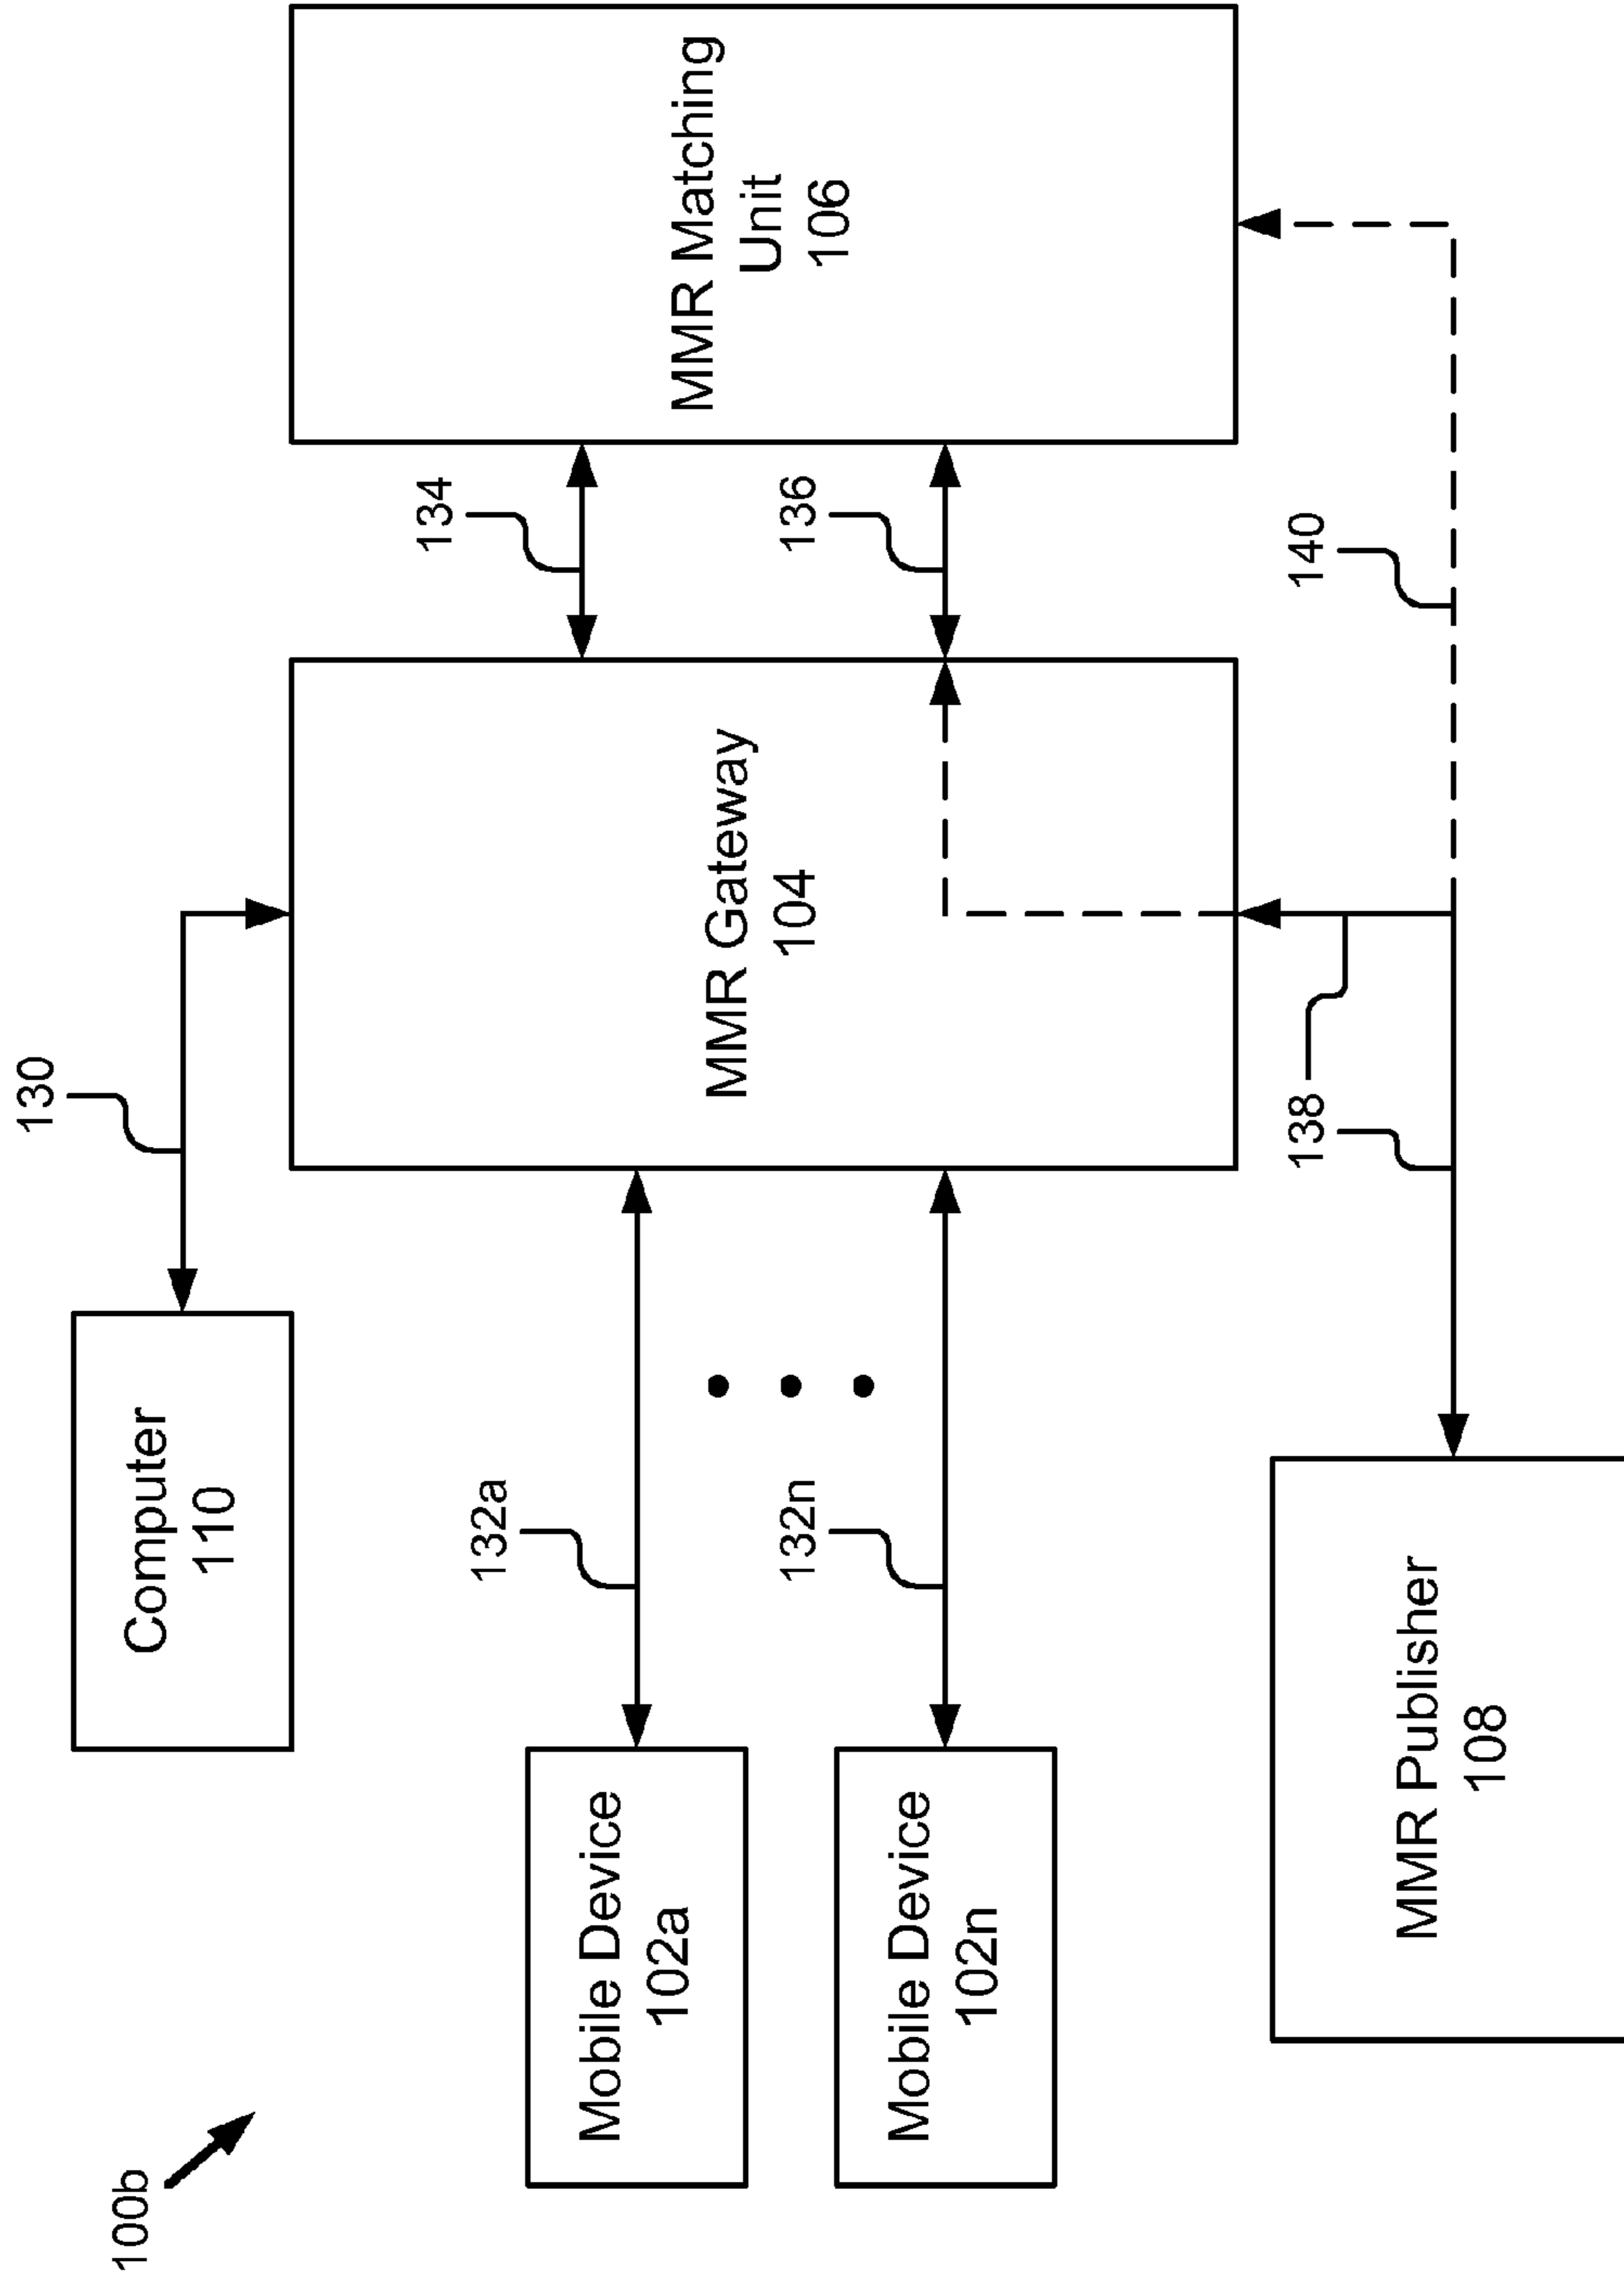 100b
Computer
110
130
Mobile Device
102a
132a
MMR Gateway
104
134
MMR Matching
Unit
106
Mobile Device
102n
132n
136
MMR Publisher
108
138
140